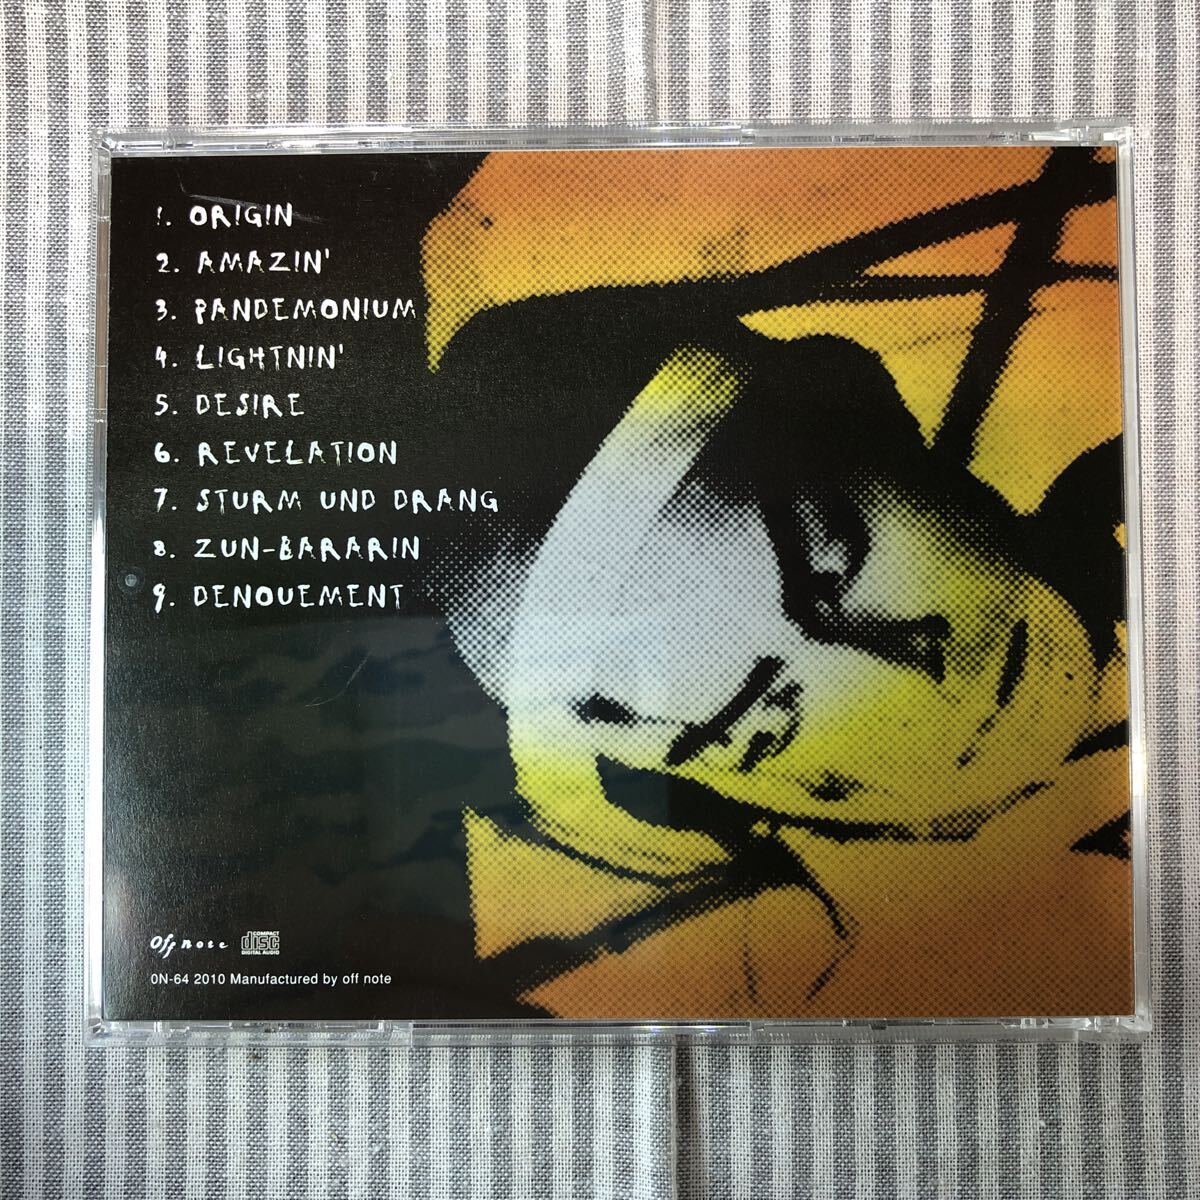 1. ORIGIN
2. AMAZIN'
3. PANDEMONIUM
4. LIGHTNIN'
5. DESIRE
6. REVELATION
7. STURM UND DRANG
8. ZUN-BARARIN
9. DENOUEMENT
off note COMPACT disc DIGITAL AUDIO
ON-64 2010 Manufactured by off note